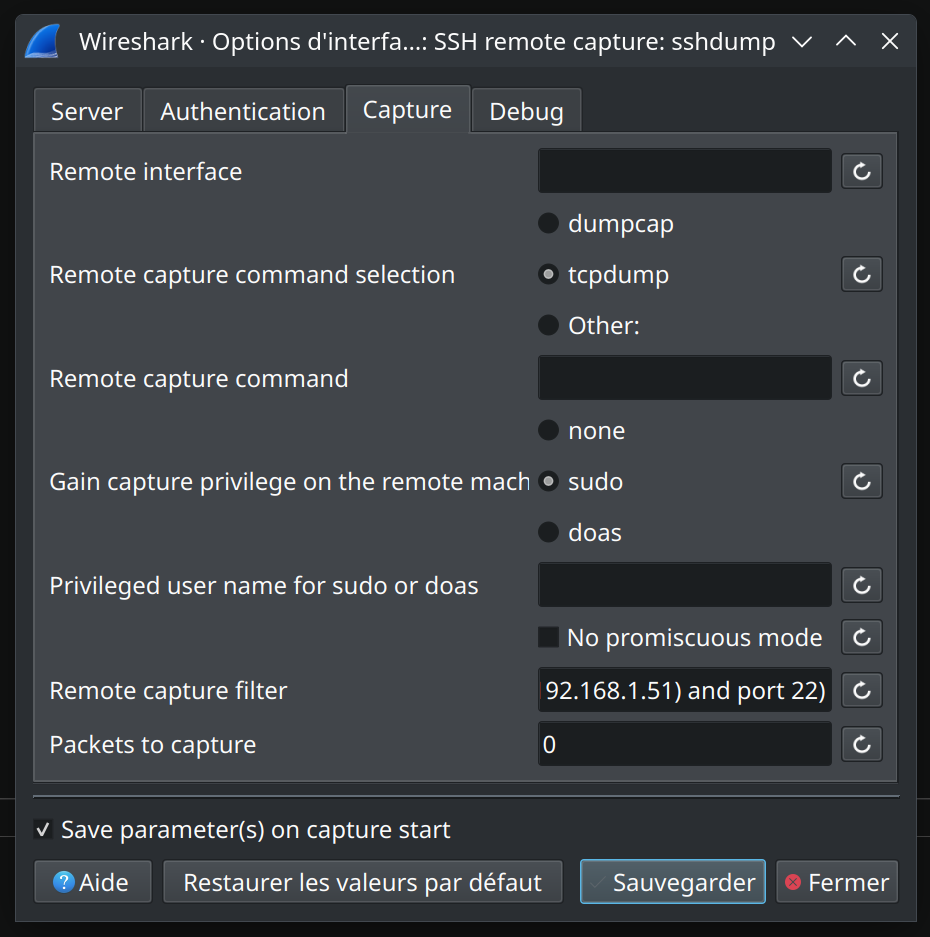 Wireshark · Options d'interfa...: SSH remote capture: sshdump
Server Authentication Capture Debug
Remote interface
dumpcap
Remote capture command selection
tcpdump
Other:
Remote capture command
none
Gain capture privilege on the remote mach
sudo
doas
Privileged user name for sudo or doas
No promiscuous mode
Remote capture filter 92.168.1.51) and port 22)
Packets to capture 0
Save parameter(s) on capture start
Aide Restaurer les valeurs par défaut Sauvegarder Fermer